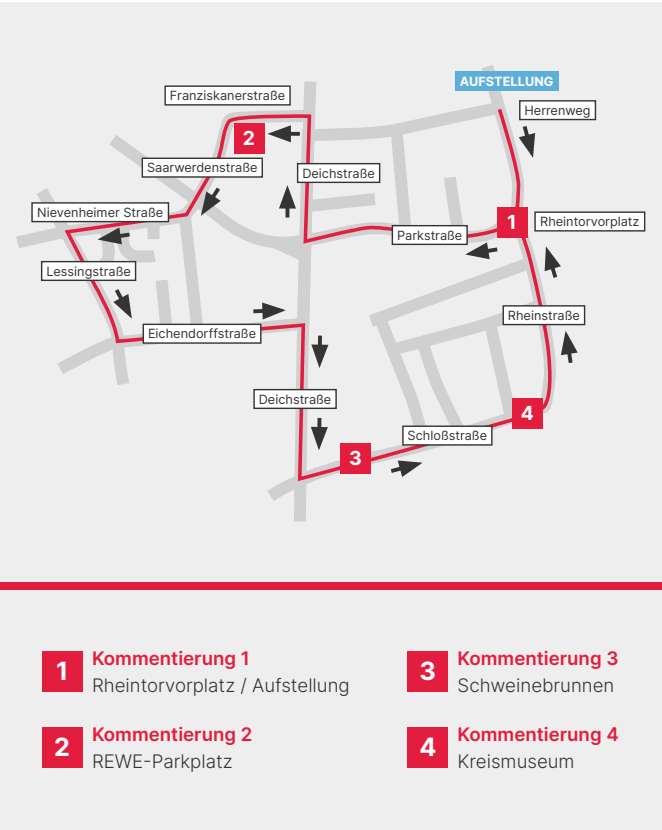 AUFSTELLUNG
Franziskanerstraße
Herrenweg
2
Saarwerdenstraße
Deichstraße
Nievenheimer Straße
1
Rheintorvorplatz
Parkstraße
Lessingstraße
Rheinstraße
Eichendorffstraße
Deichstraße
4
Schloßstraße
3
1
Kommentierung 1
Rheintorvorplatz / Aufstellung
2
Kommentierung 2
REWE-Parkplatz
3
Kommentierung 3
Schweinebrunnen
4
Kommentierung 4
Kreismuseum